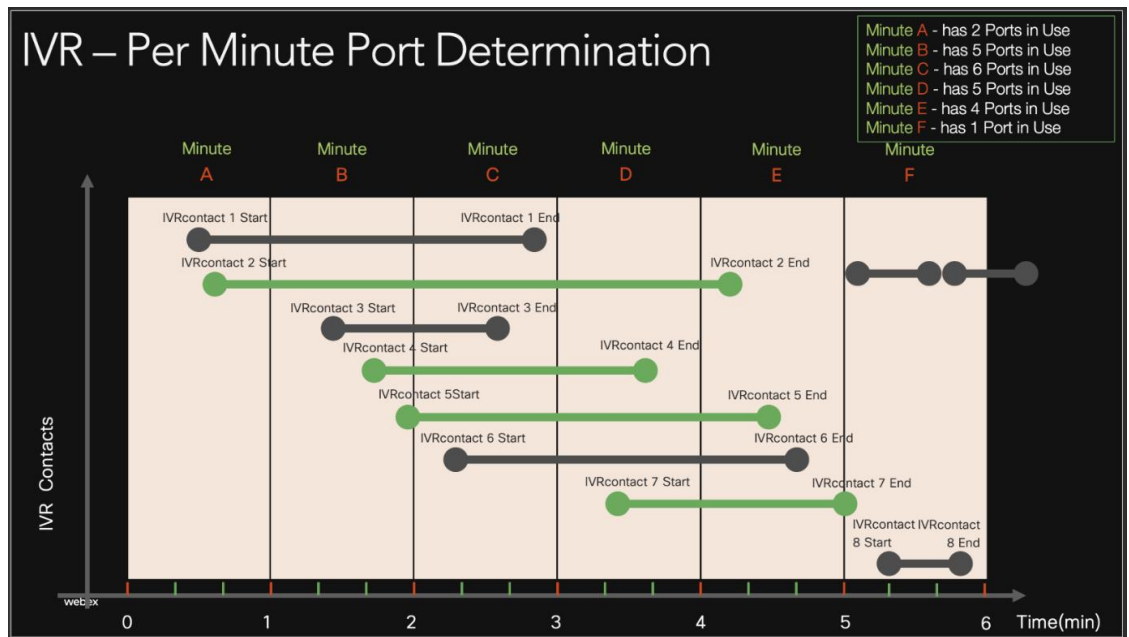 IVR – Per Minute Port Determination
Minute A - has 2 Ports in Use
Minute B - has 5 Ports in Use
Minute C - has 6 Ports in Use
Minute D - has 5 Ports in Use
Minute E - has 4 Ports in Use
Minute F - has 1 Port in Use
Minute Minute Minute Minute Minute Minute
A B C D E F
IVRcontact 1 Start IVRcontact 1 End
IVRcontact 2 Start IVRcontact 2 End
IVRcontact 3 Start IVRcontact 3 End
IVRcontact 4 Start IVRcontact 4 End
IVRcontact 5Start IVRcontact 5 End
IVRcontact 6 Start IVRcontact 6 End
IVRcontact 7 Start IVRcontact 7 End
IVRcontact IVRcontact
8 Start 8 End
IVR Contacts
webex
0 1 2 3 4 5 6 Time(min)